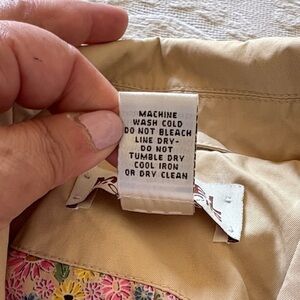 MACHINE
WASH COLD
DO NOT BLEACH
LINE DRY-
DO NOT
TUMBLE DRY
COOL IRON
OR DRY CLEAN